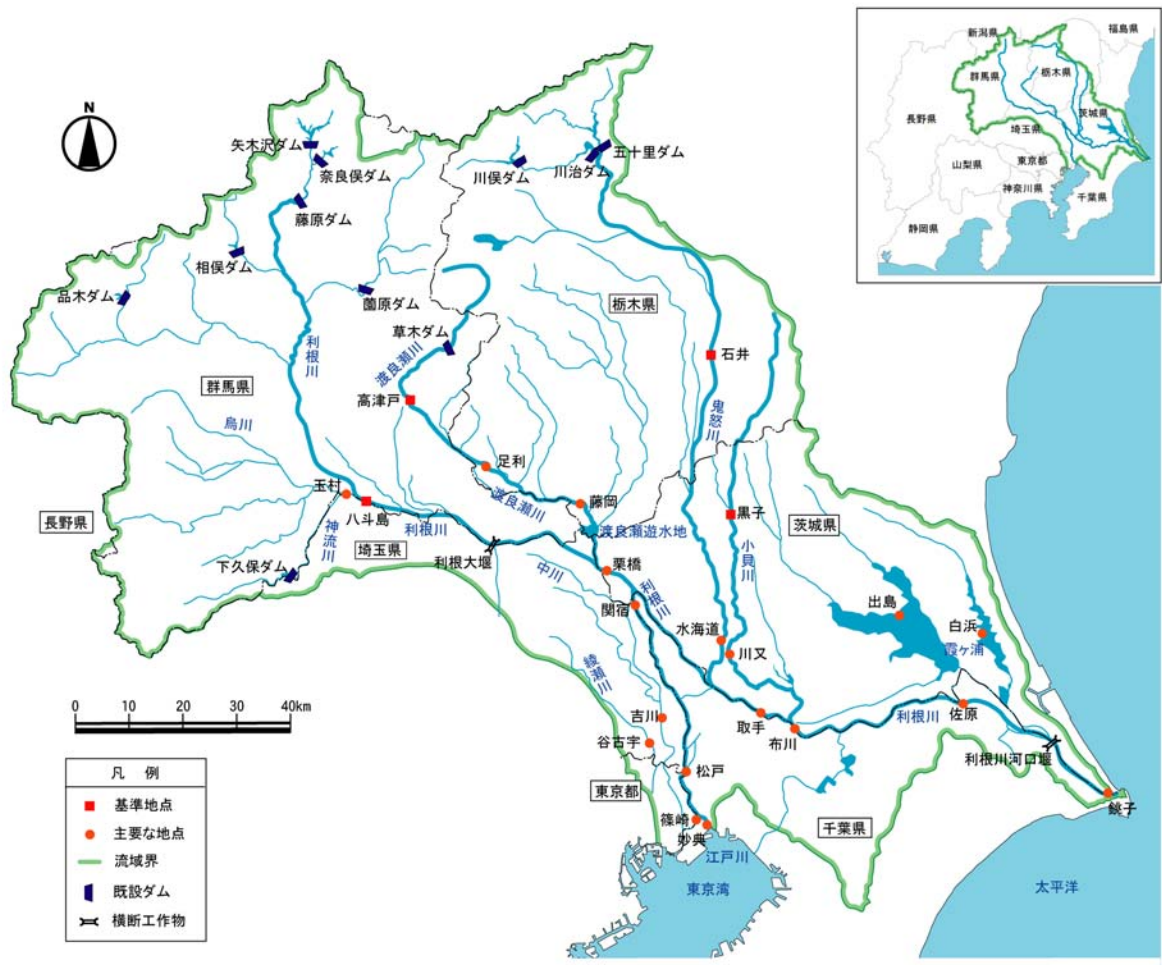 新潟県
福島県
群馬県
栃木県
長野県
茨城県
埼玉県
山梨県
東京都
神奈川県
千葉県
静岡県
N
矢木沢ダム
奈良俣ダム
藤原ダム
相俣ダム
品木ダム
薗原ダム
川俣ダム
川治ダム
五十里ダム
草木ダム
栃木県
利根川
渡良瀬川
石井
群馬県
高津戸
鬼怒川
烏川
足利
玉村
渡良瀬川
藤岡
八斗島
利根川
渡良瀬遊水地
黒子
茨城県
長野県
神流川
埼玉県
利根大堰
小貝川
下久保ダム
中川
栗橋
利根川
関宿
出島
水海道
白浜
川又
霞ヶ浦
綾瀬川
0 20 40km
吉川
取手
利根川
佐原
谷古宇
布川
利根川河口堰
松戸
東京都
銚子
篠崎
千葉県
妙典
江戸川
東京湾
太平洋
凡 例
基準地点
主要な地点
流域界
既設ダム
横断工作物